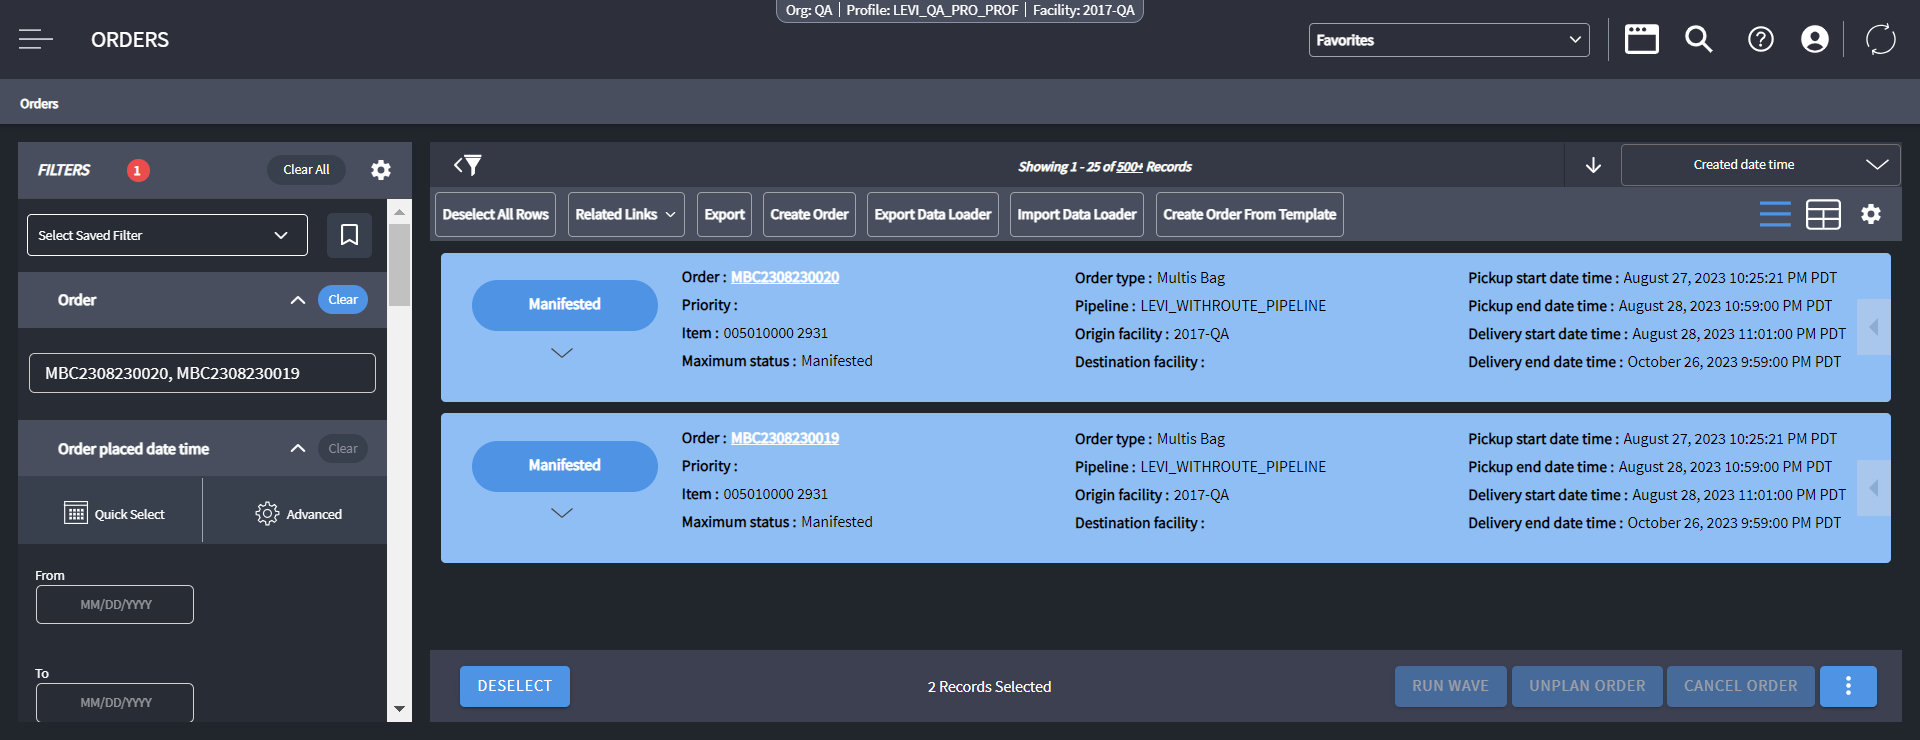 Org: QA | Profile: LEVI_QA_PRO_PROF | Facility: 2017-QA
ORDERS
Favorites
Orders
FILTERS 1 Clear All
Select Saved Filter
Order Clear
MBC2308230020, MBC2308230019
Order placed date time Clear
Quick Select Advanced
From
MM/DD/YYYY
To
MM/DD/YYYY
Showing 1 - 25 of 500+ Records
Created date time
Deselect All Rows Related Links Export Create Order Export Data Loader Import Data Loader Create Order From Template
Manifested
Order : MBC2308230020
Priority :
Item : 005010000 2931
Maximum status : Manifested
Order type : Multis Bag
Pipeline : LEVI_WITHROUTE_PIPELINE
Origin facility : 2017-QA
Destination facility :
Pickup start date time : August 27, 2023 10:25:21 PM PDT
Pickup end date time : August 28, 2023 10:59:00 PM PDT
Delivery start date time : August 28, 2023 11:01:00 PM PDT
Delivery end date time : October 26, 2023 9:59:00 PM PDT
Manifested
Order : MBC2308230019
Priority :
Item : 005010000 2931
Maximum status : Manifested
Order type : Multis Bag
Pipeline : LEVI_WITHROUTE_PIPELINE
Origin facility : 2017-QA
Destination facility :
Pickup start date time : August 27, 2023 10:25:21 PM PDT
Pickup end date time : August 28, 2023 10:59:00 PM PDT
Delivery start date time : August 28, 2023 11:01:00 PM PDT
Delivery end date time : October 26, 2023 9:59:00 PM PDT
DESELECT
2 Records Selected
RUN WAVE UNPLAN ORDER CANCEL ORDER